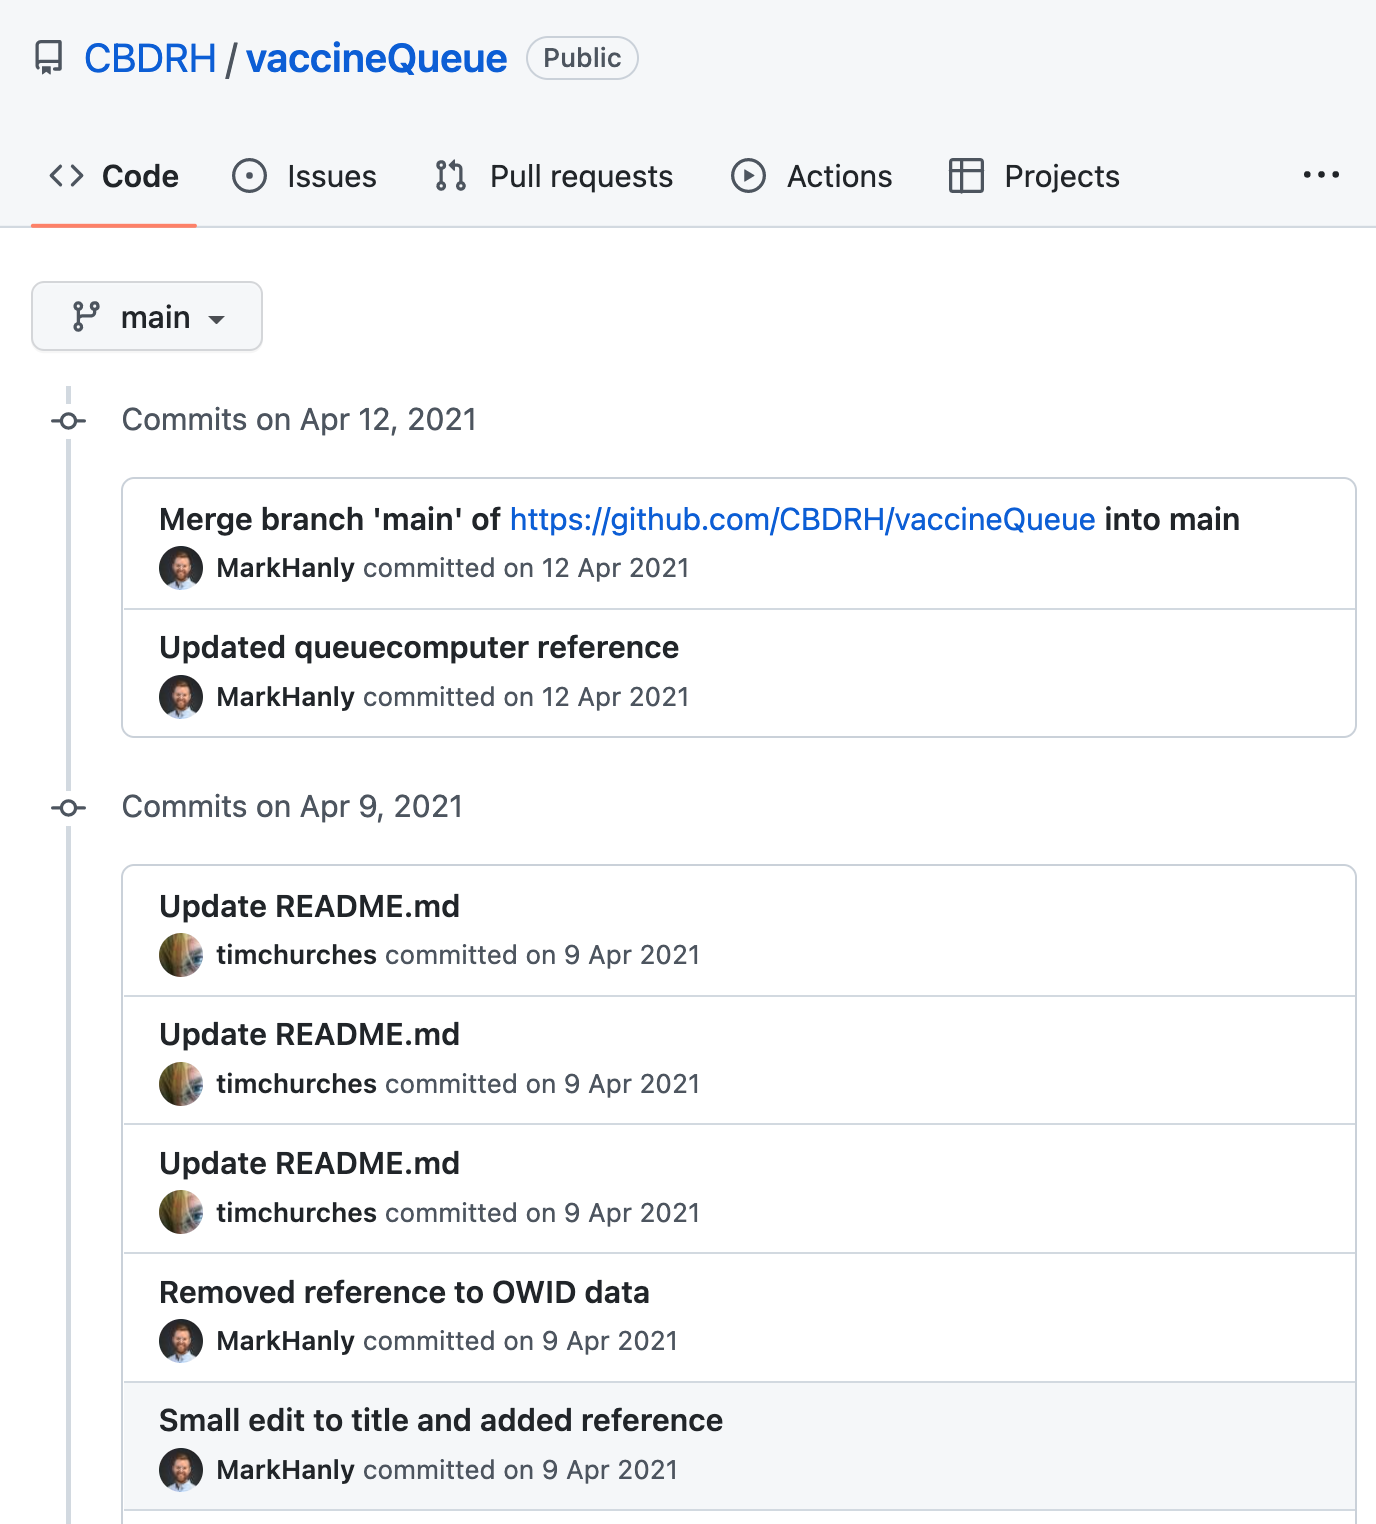 CBDRH / vaccineQueue Public
Code Issues Pull requests Actions Projects
main
Commits on Apr 12, 2021
Merge branch 'main' of https://github.com/CBDRH/vaccineQueue into main
MarkHanly committed on 12 Apr 2021
Updated queuecomputer reference
MarkHanly committed on 12 Apr 2021
Commits on Apr 9, 2021
Update README.md
timchurches committed on 9 Apr 2021
Update README.md
timchurches committed on 9 Apr 2021
Update README.md
timchurches committed on 9 Apr 2021
Removed reference to OWID data
MarkHanly committed on 9 Apr 2021
Small edit to title and added reference
MarkHanly committed on 9 Apr 2021